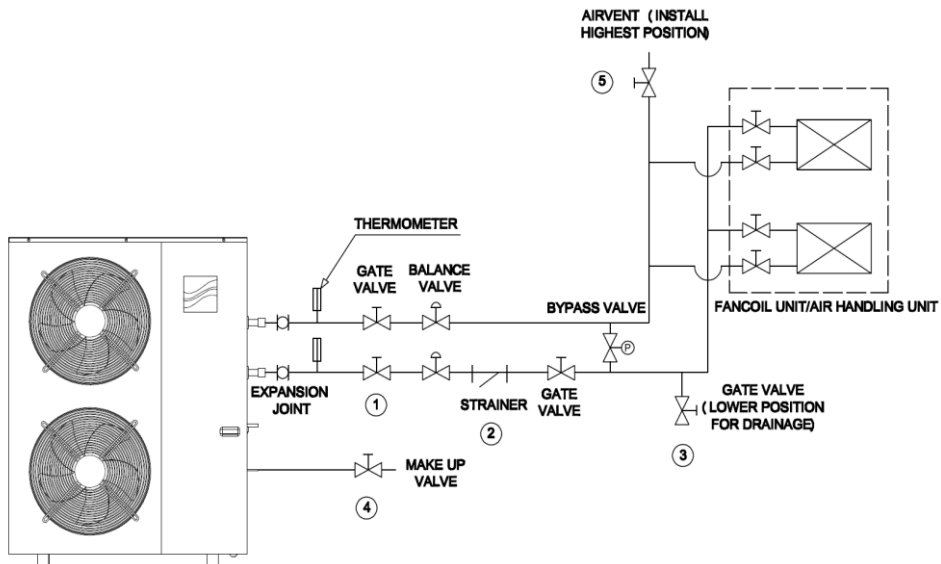 AIRVENT ( INSTALL
HIGHEST POSITION)
5
THERMOMETER
GATE
VALVE
BALANCE
VALVE
BYPASS VALVE
FANCOIL UNIT/AIR HANDLING UNIT
P
EXPANSION
JOINT
1
STRAINER
2
GATE
VALVE
GATE VALVE
( LOWER POSITION
FOR DRAINAGE)
3
MAKE UP
VALVE
4